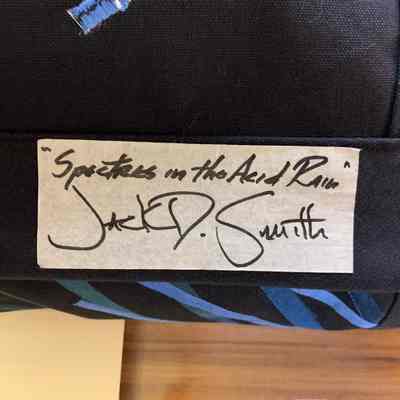 "Spectres in the Acid Rain"
Jack D. Smith